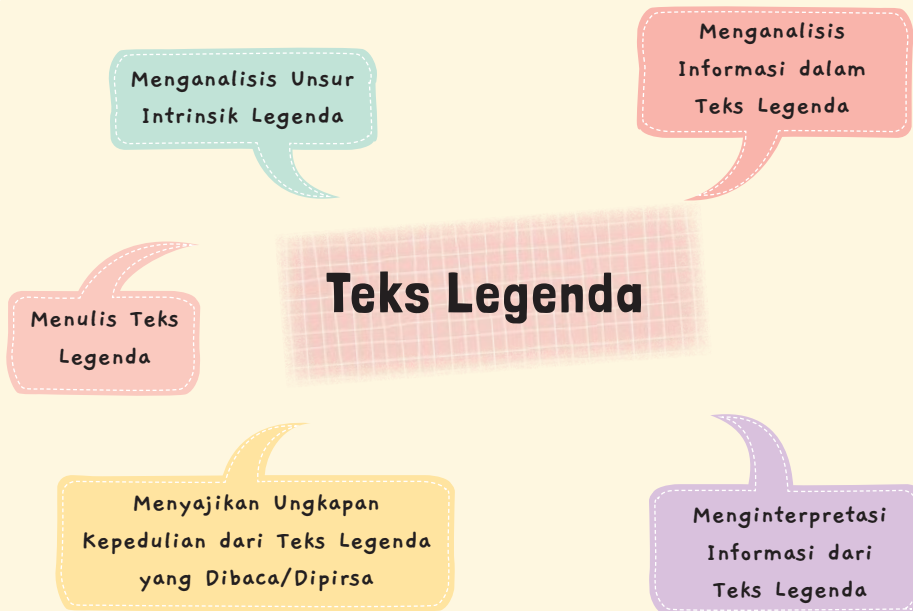 Menganalisis Unsur
Intrinsik Legenda
Menganalisis
Informasi dalam
Teks Legenda
Teks Legenda
Menulis Teks
Legenda
Menyajikan Ungkapan
Kepedulian dari Teks Legenda
yang Dibaca/Dipirsa
Menginterpretasi
Informasi dari
Teks Legenda